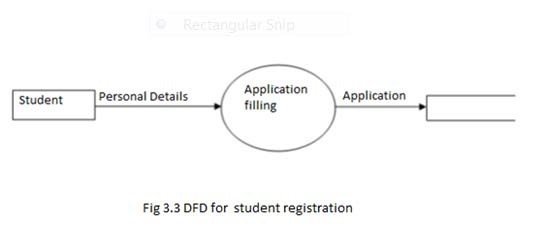 Rectangular Snip
Student
Personal Details
Application
filling
Application
Fig 3.3 DFD for student registration